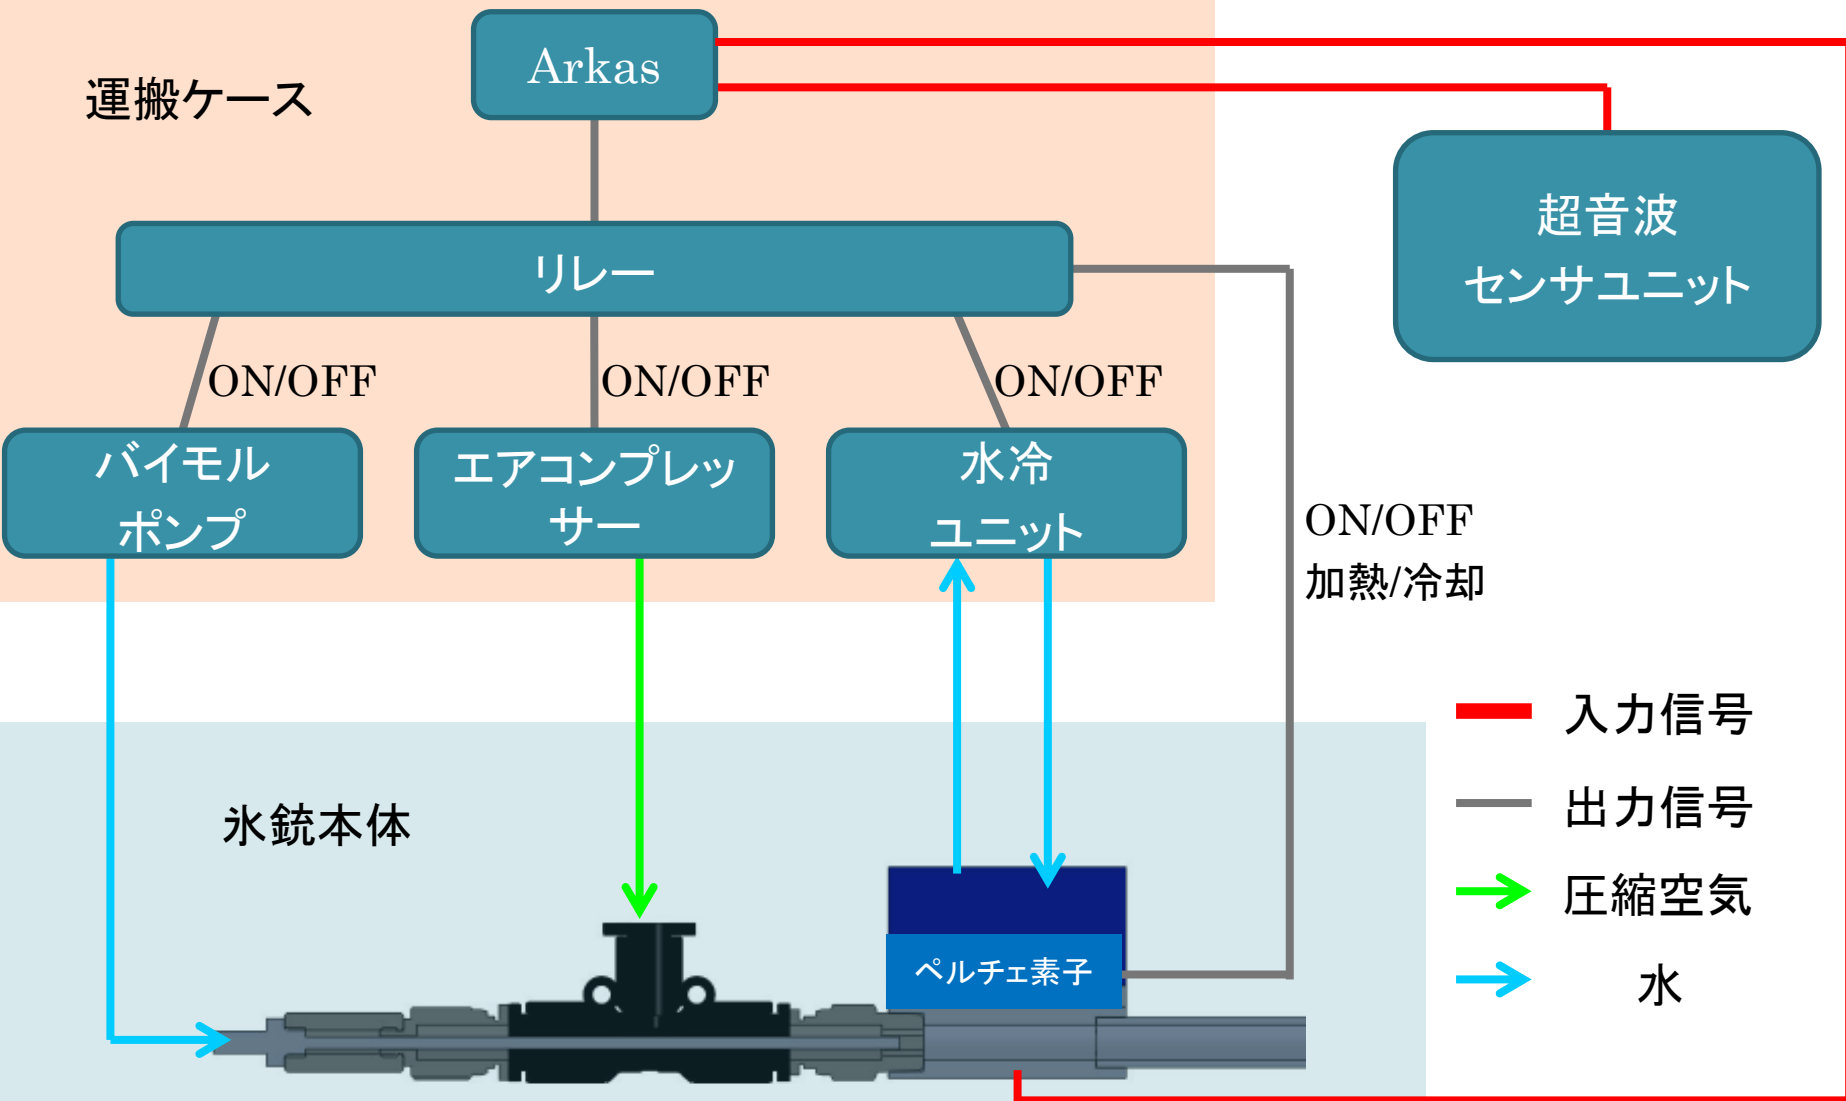 Arkas
運搬ケース
超音波
センサユニット
リレー
ON/OFF
ON/OFF
ON/OFF
バイモル
ポンプ
エアコンプレッ
サー
水冷
ユニット
ON/OFF
加熱/冷却
入力信号
出力信号
氷銃本体
圧縮空気
ペルチェ素子
水